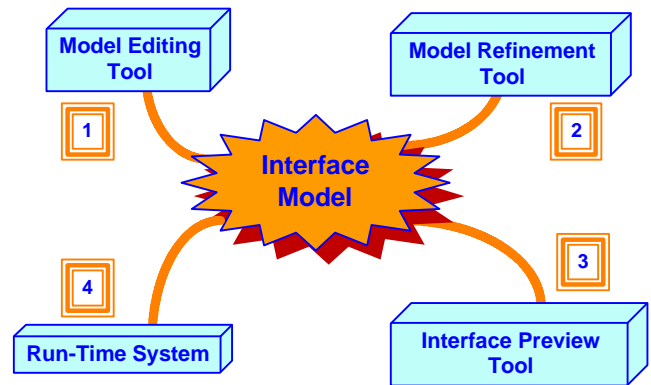 Model Editing
Tool
Model Refinement
Tool
1
2
Interface
Model
4
3
Run-Time System
Interface Preview
Tool